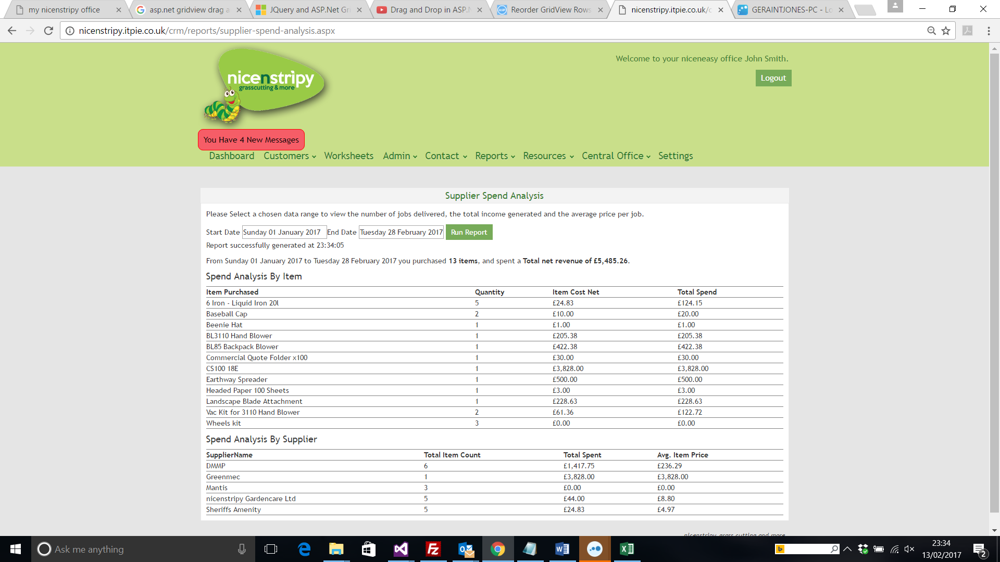 my nicenstripy office
asp.net gridview drag a
JQuery and ASP.Net Gr
Drag and Drop in ASP.N
Reorder GridView Rows
nicenstripy.itpie.co.uk/c
GERAINTJONES-PC - Lo
nicenstripy.itpie.co.uk/crm/reports/supplier-spend-analysis.aspx
nicenstripy
grasscutting & more
Welcome to your niceneasy office John Smith.
Logout
You Have 4 New Messages
Dashboard Customers Worksheets Admin Contact Reports Resources Central Office Settings
Supplier Spend Analysis
Please Select a chosen data range to view the number of jobs delivered, the total income generated and the average price per job.
Start Date Sunday 01 January 2017 End Date Tuesday 28 February 2017 Run Report
Report successfully generated at 23:34:05
From Sunday 01 January 2017 to Tuesday 28 February 2017 you purchased 13 items, and spent a Total net revenue of £5,485.26.
Spend Analysis By Item
Item Purchased Quantity Item Cost Net Total Spend
6 Iron - Liquid Iron 20l 5 £24.83 £124.15
Baseball Cap 2 £10.00 £20.00
Beenie Hat 1 £1.00 £1.00
BL3110 Hand Blower 1 £205.38 £205.38
BL85 Backpack Blower 1 £422.38 £422.38
Commercial Quote Folder x100 1 £30.00 £30.00
CS100 18E 1 £3,828.00 £3,828.00
Earthway Spreader 1 £500.00 £500.00
Headed Paper 100 Sheets 1 £3.00 £3.00
Landscape Blade Attachment 1 £228.63 £228.63
Vac Kit for 3110 Hand Blower 2 £61.36 £122.72
Wheels kit 3 £0.00 £0.00
Spend Analysis By Supplier
SupplierName Total Item Count Total Spent Avg. Item Price
DMMP 6 £1,417.75 £236.29
Greenmec 1 £3,828.00 £3,828.00
Mantis 3 £0.00 £0.00
nicenstripy Gardencare Ltd 5 £44.00 £8.80
Sheriffs Amenity 5 £24.83 £4.97
nicenstripy, grass cutting and more
Ask me anything
23:34
13/02/2017
2